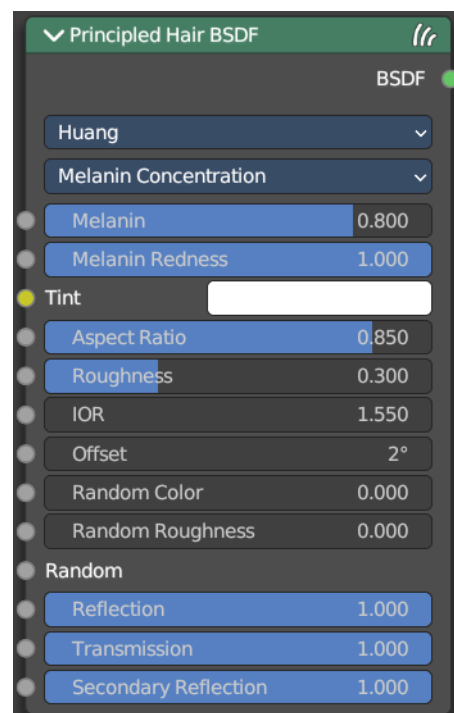 Principled Hair BSDF
BSDF
Huang
Melanin Concentration
Melanin 0.800
Melanin Redness 1.000
Tint
Aspect Ratio 0.850
Roughness 0.300
IOR 1.550
Offset 2°
Random Color 0.000
Random Roughness 0.000
Random
Reflection 1.000
Transmission 1.000
Secondary Reflection 1.000